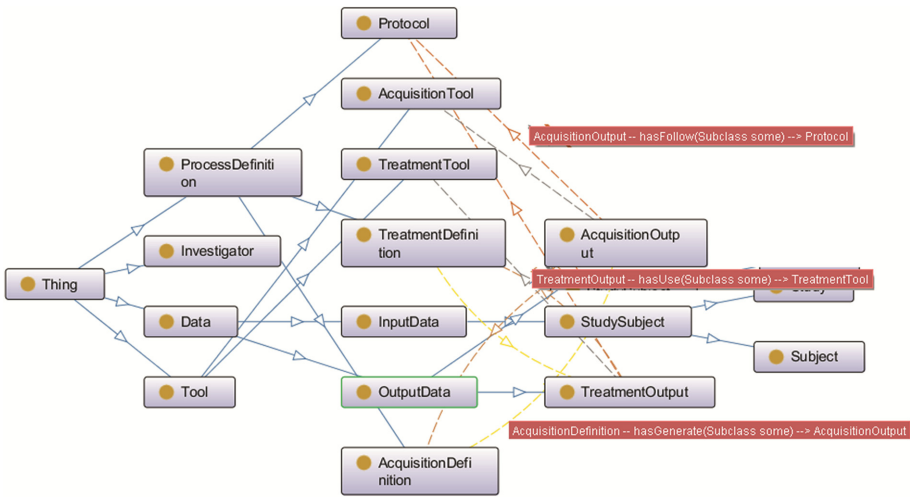 Protocol
AcquisitionTool
AcquisitionOutput -- hasFollow(Subclass some) --> Protocol
ProcessDefiniti
on
TreatmentTool
Investigator
TreatmentDefini
tion
AcquisitionOutp
ut
Thing
TreatmentOutput -- hasUse(Subclass some) --> TreatmentTool
Study
Data
InputData
StudySubject
Subject
Tool
OutputData
TreatmentOutput
AcquisitionDefinition -- hasGenerate(Subclass some) --> AcquisitionOutput
AcquisitionDefi
nition